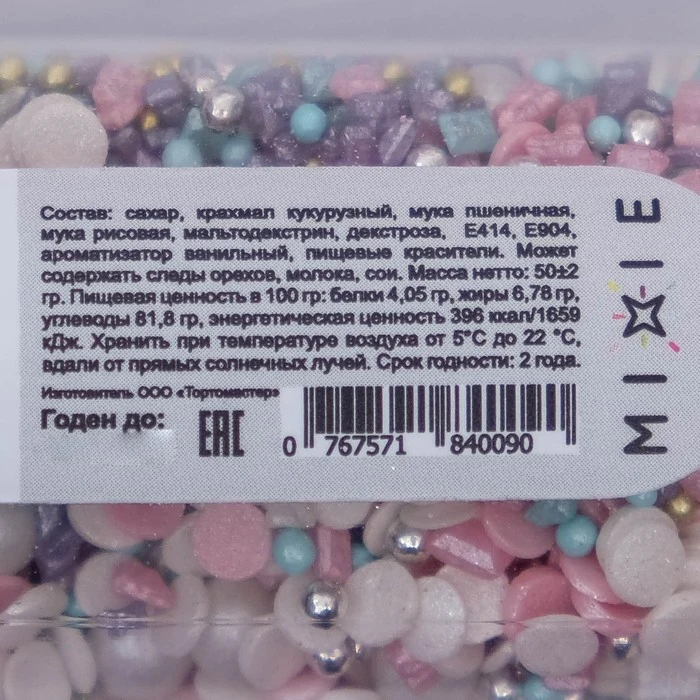 Состав: сахар, крахмал кукурузный, мука пшеничная,
мука рисовая, мальтодекстрин, декстроза, Е414, Е904,
ароматизатор ванильный, пищевые красители. Может
содержать следы орехов, молока, сои. Масса нетто: 50±2
гр. Пищевая ценность в 100 гр: белки 4,05 гр, жиры 6,78 гр,
углеводы 81,8 гр, энергетическая ценность 396 ккал/1659
кДж. Хранить при температуре воздуха от 5°С до 22 °С,
вдали от прямых солнечных лучей. Срок годности: 2 года.
Изготовитель ООО «Тортомастер»
Годен до:
EAC
0 767571 840090
MIXIE